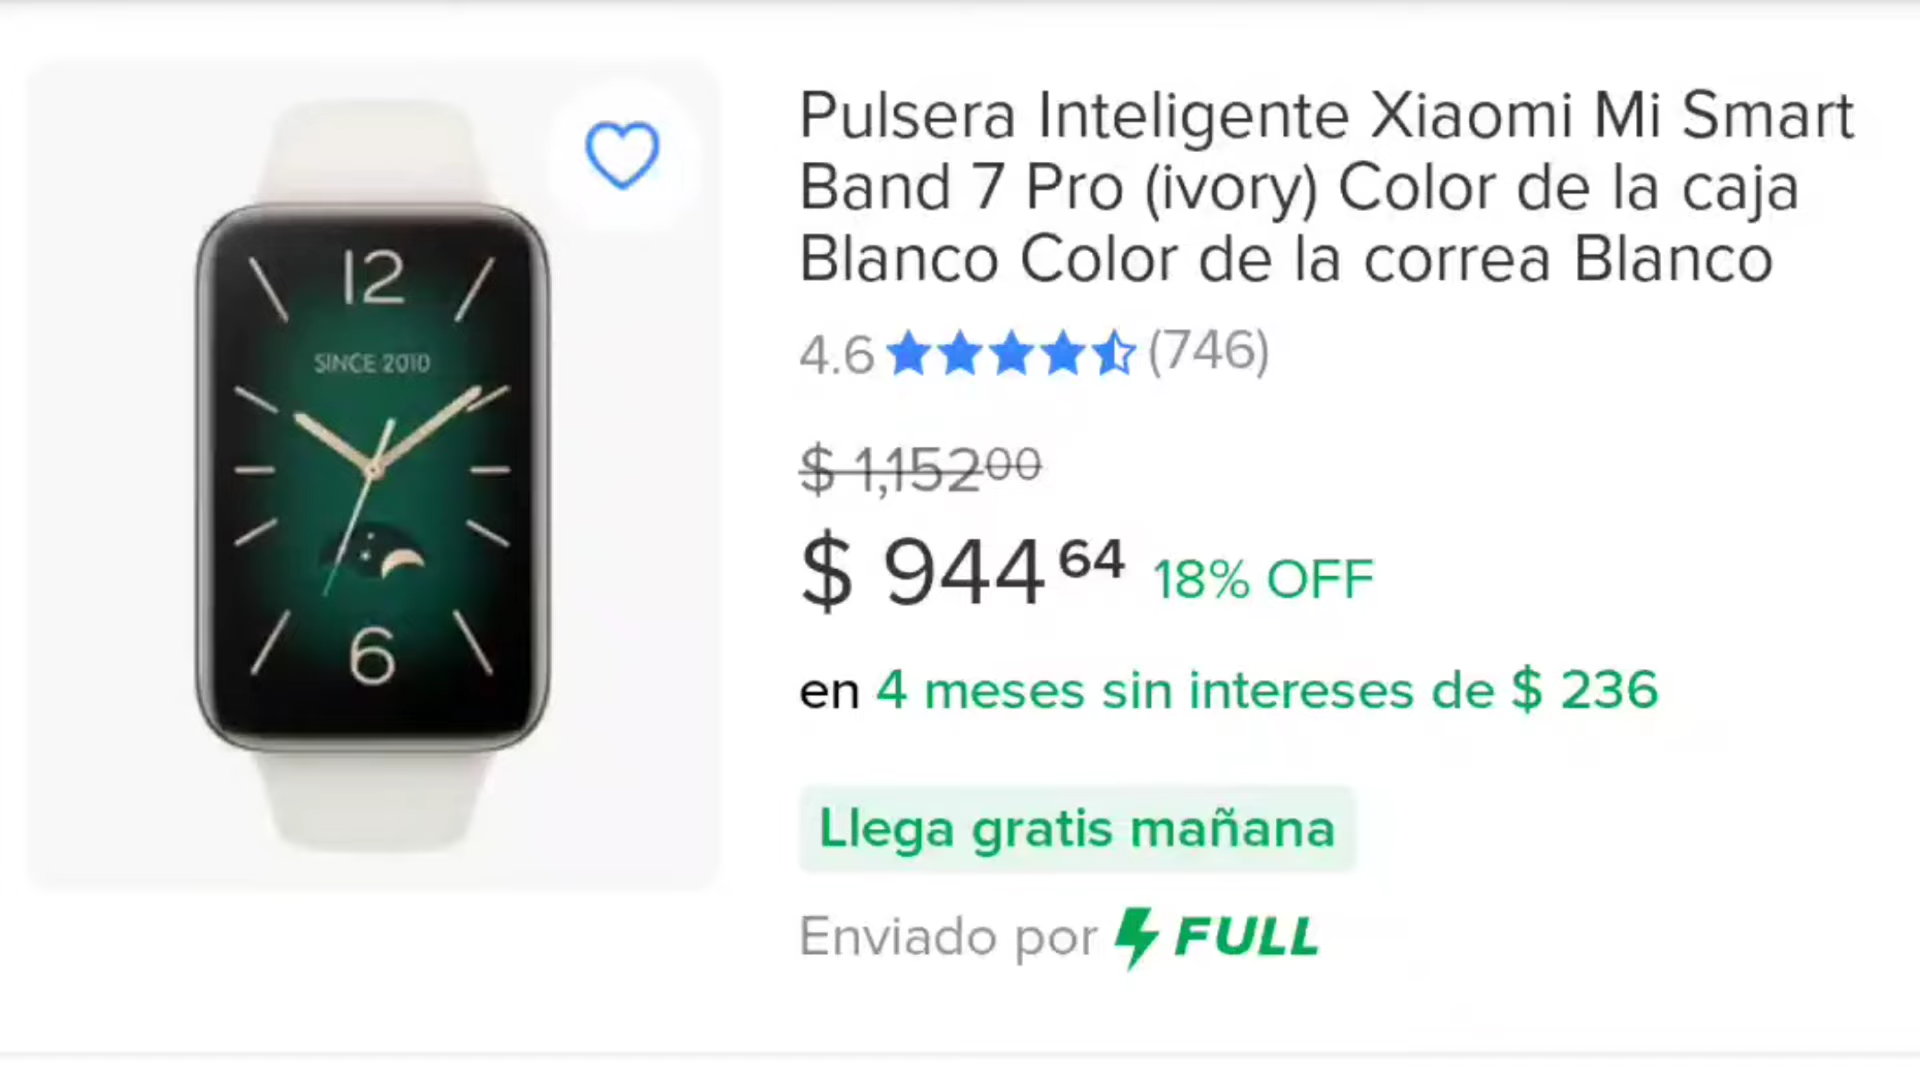 12
SINCE 2010
6
Pulsera Inteligente Xiaomi Mi Smart
Band 7 Pro (ivory) Color de la caja
Blanco Color de la correa Blanco
4.6 (746)
$ 1,152 00
$ 944 64 18% OFF
en 4 meses sin intereses de $ 236
Llega gratis mañana
Enviado por FULL